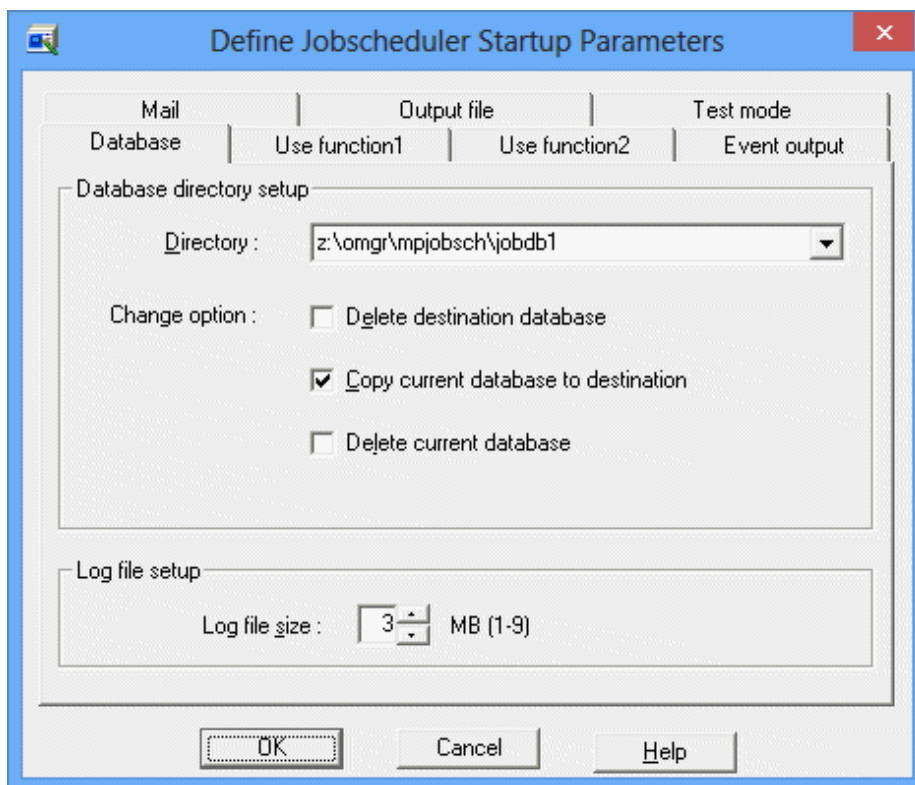 Define Jobscheduler Startup Parameters
Mail Output file Test mode
Database Use function1 Use function2 Event output
Database directory setup
Directory : z:\omgr\mpjobsch\jobdb1
Change option : Delete destination database
Copy current database to destination
Delete current database
Log file setup
Log file size : 3 MB (1-9)
OK Cancel Help